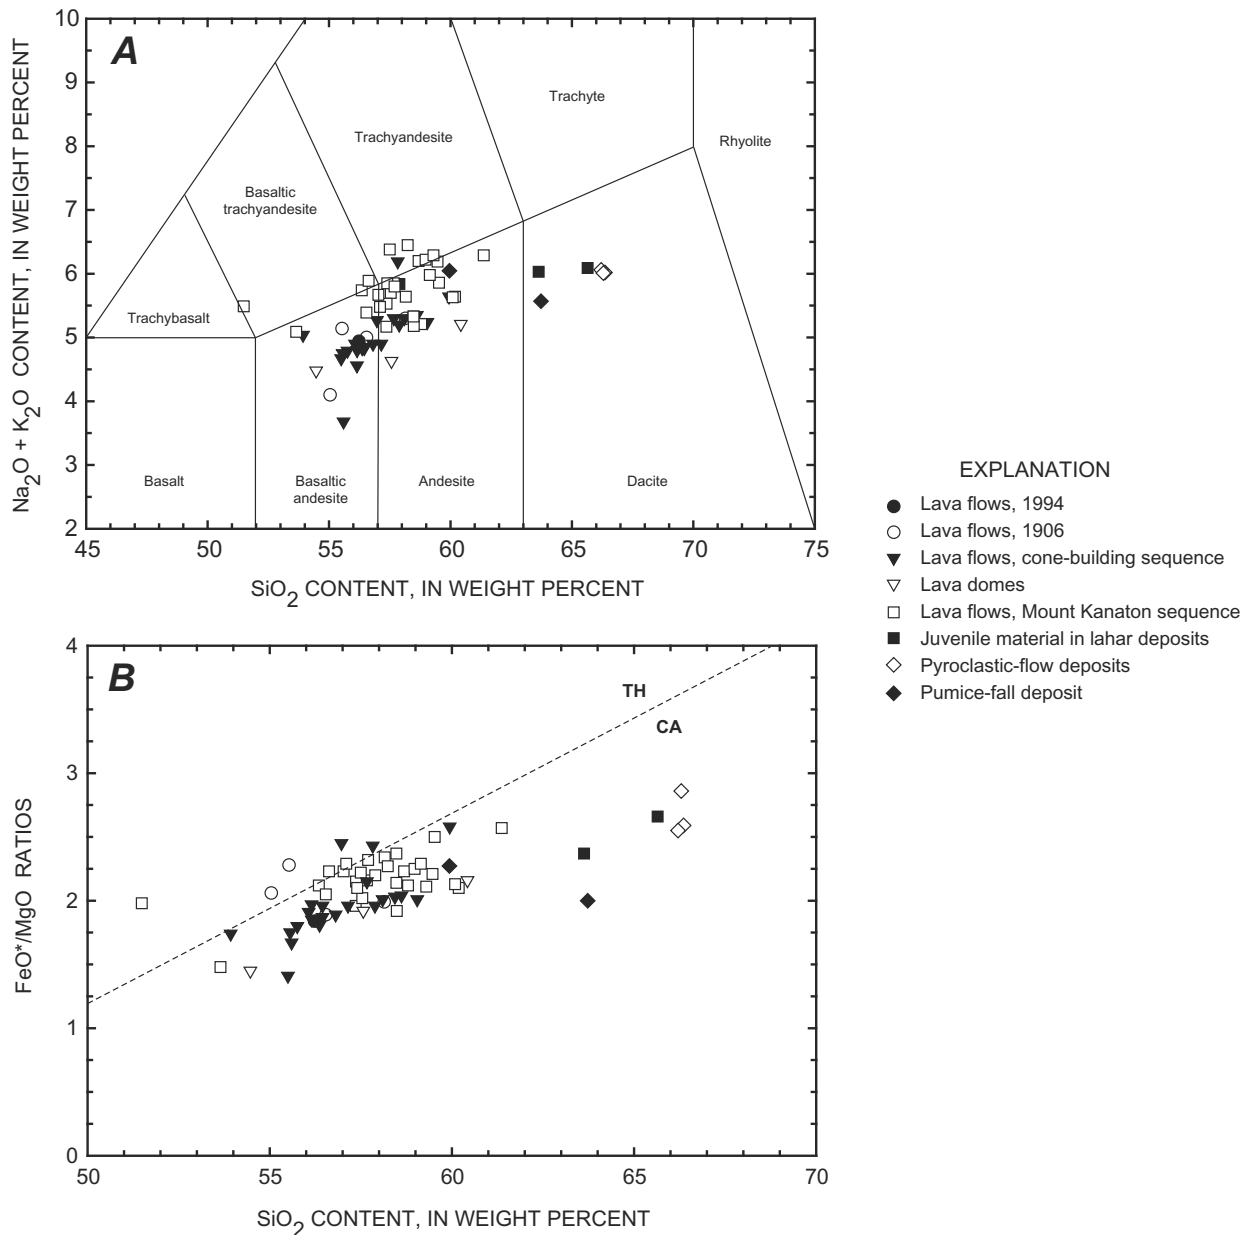 A
10
9
8
7
6
5
4
3
2
Na2O + K2O CONTENT, IN WEIGHT PERCENT
Trachyte
Trachyandesite
Rhyolite
Basaltic
trachyandesite
Trachybasalt
Basalt
Basaltic
andesite
Andesite
Dacite
45 50 55 60 65 70 75
SiO2 CONTENT, IN WEIGHT PERCENT
EXPLANATION
Lava flows, 1994
Lava flows, 1906
Lava flows, cone-building sequence
Lava domes
Lava flows, Mount Kanaton sequence
Juvenile material in lahar deposits
Pyroclastic-flow deposits
Pumice-fall deposit
B
4
3
2
1
0
FeO*/MgO RATIOS
TH
CA
50 55 60 65 70
SiO2 CONTENT, IN WEIGHT PERCENT